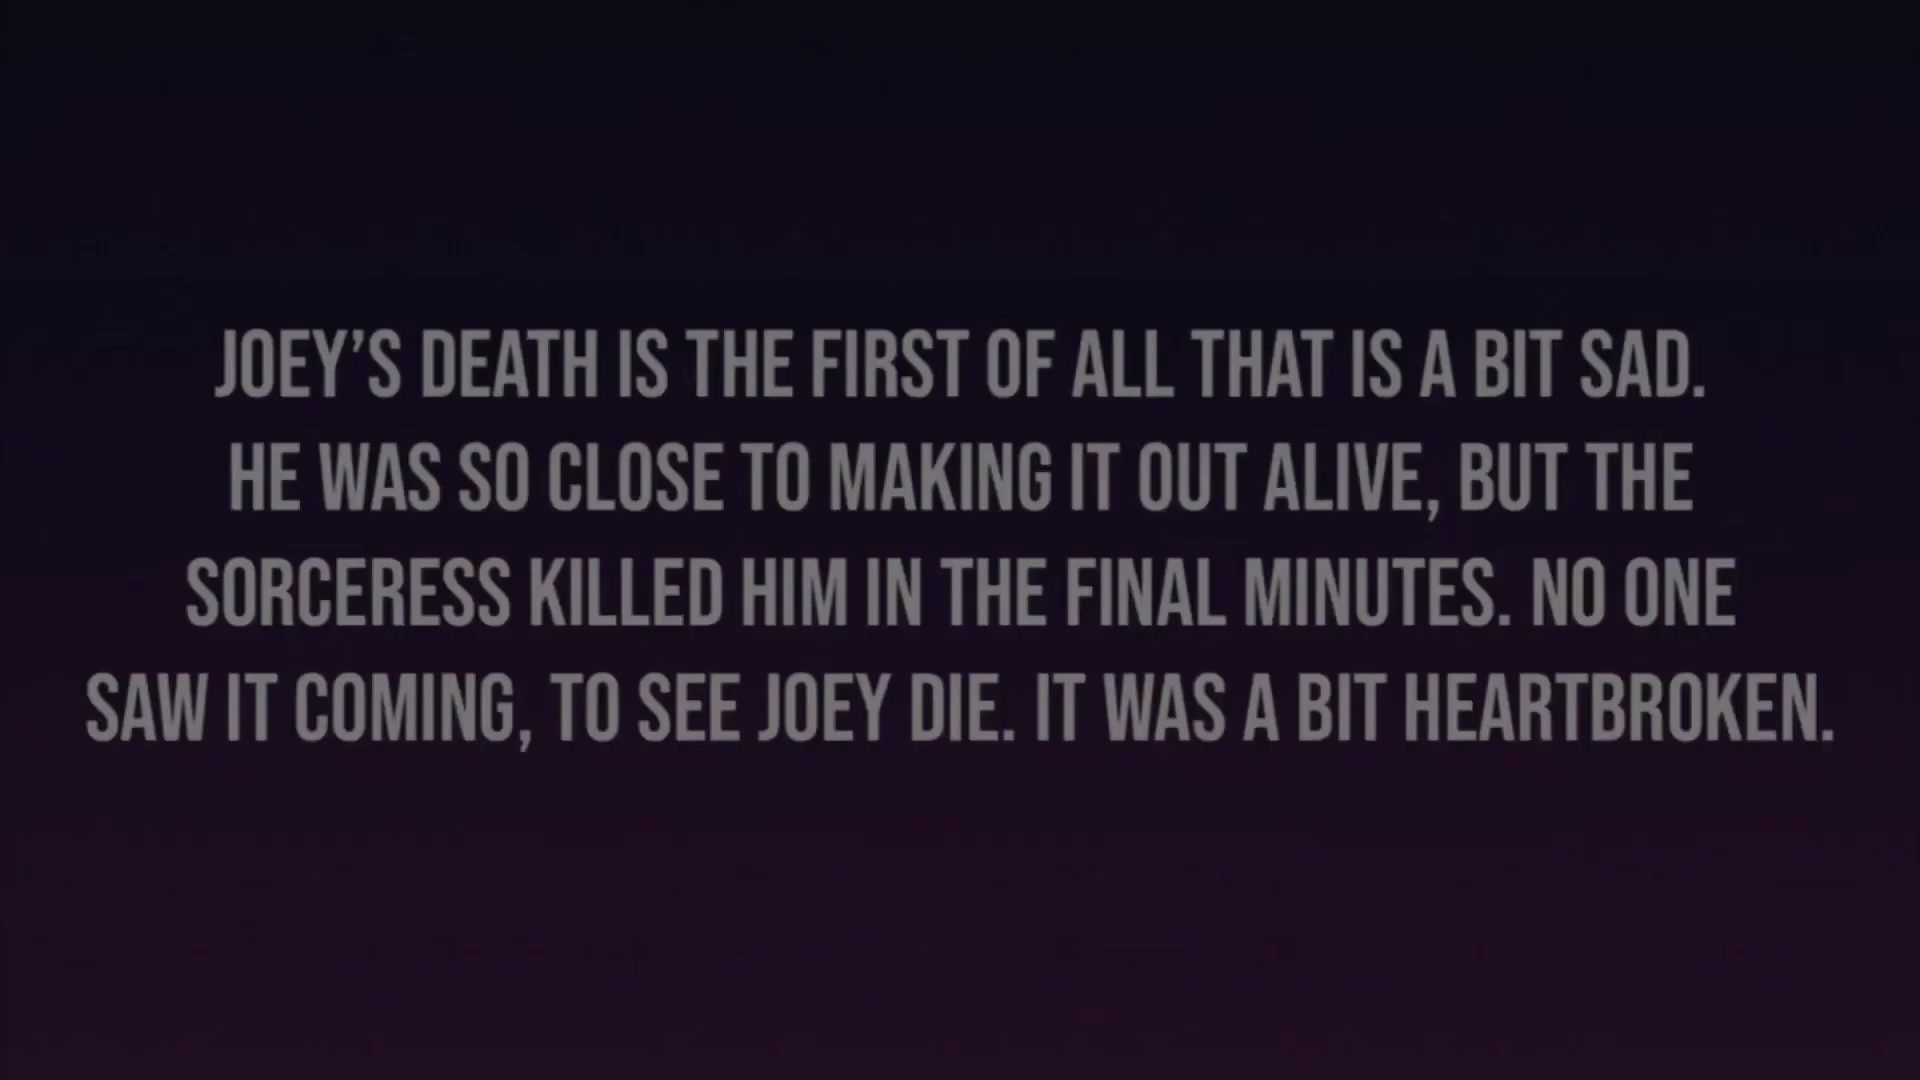 JOEY’S DEATH IS THE FIRST OF ALL THAT IS A BIT SAD.
HE WAS SO CLOSE TO MAKING IT OUT ALIVE, BUT THE
SORCERESS KILLED HIM IN THE FINAL MINUTES. NO ONE
SAW IT COMING, TO SEE JOEY DIE. IT WAS A BIT HEARTBROKEN.